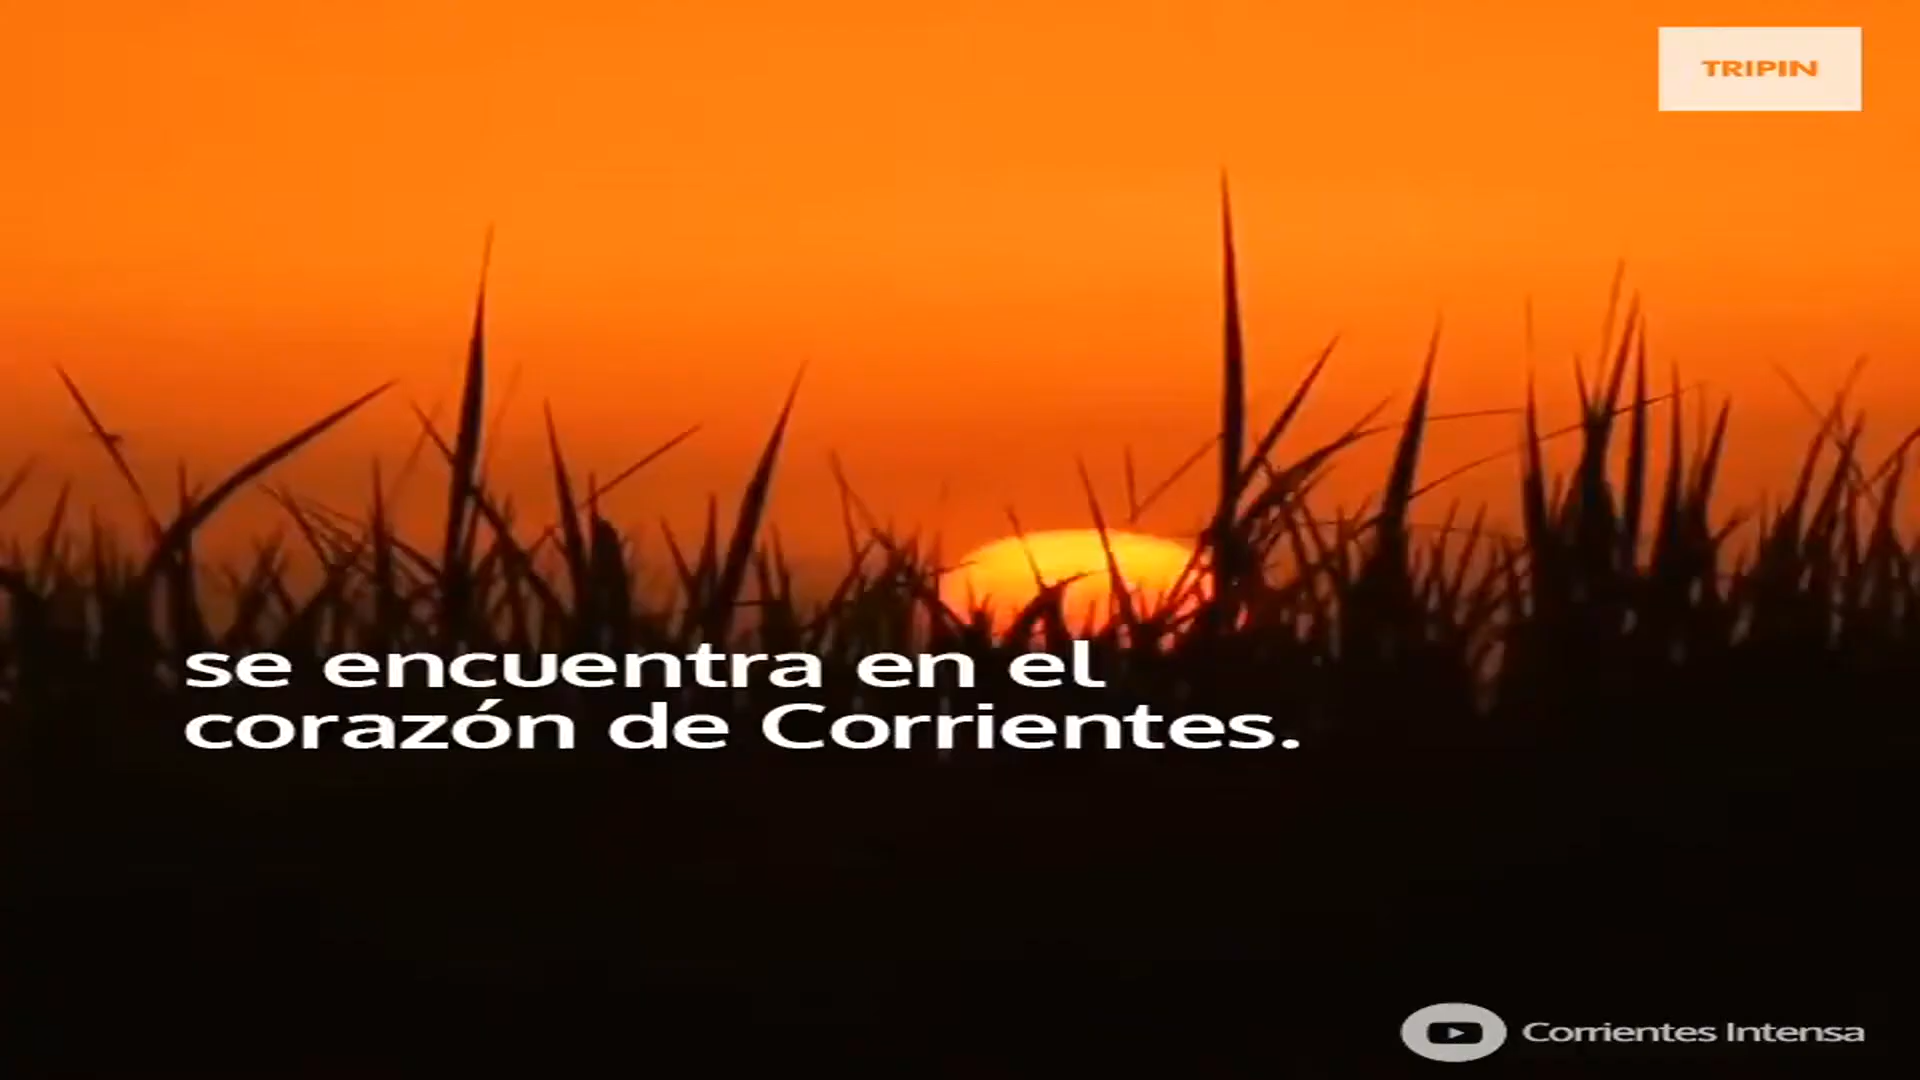 TRIPIN
se encuentra en el
corazón de Corrientes.
Corrientes Intensa